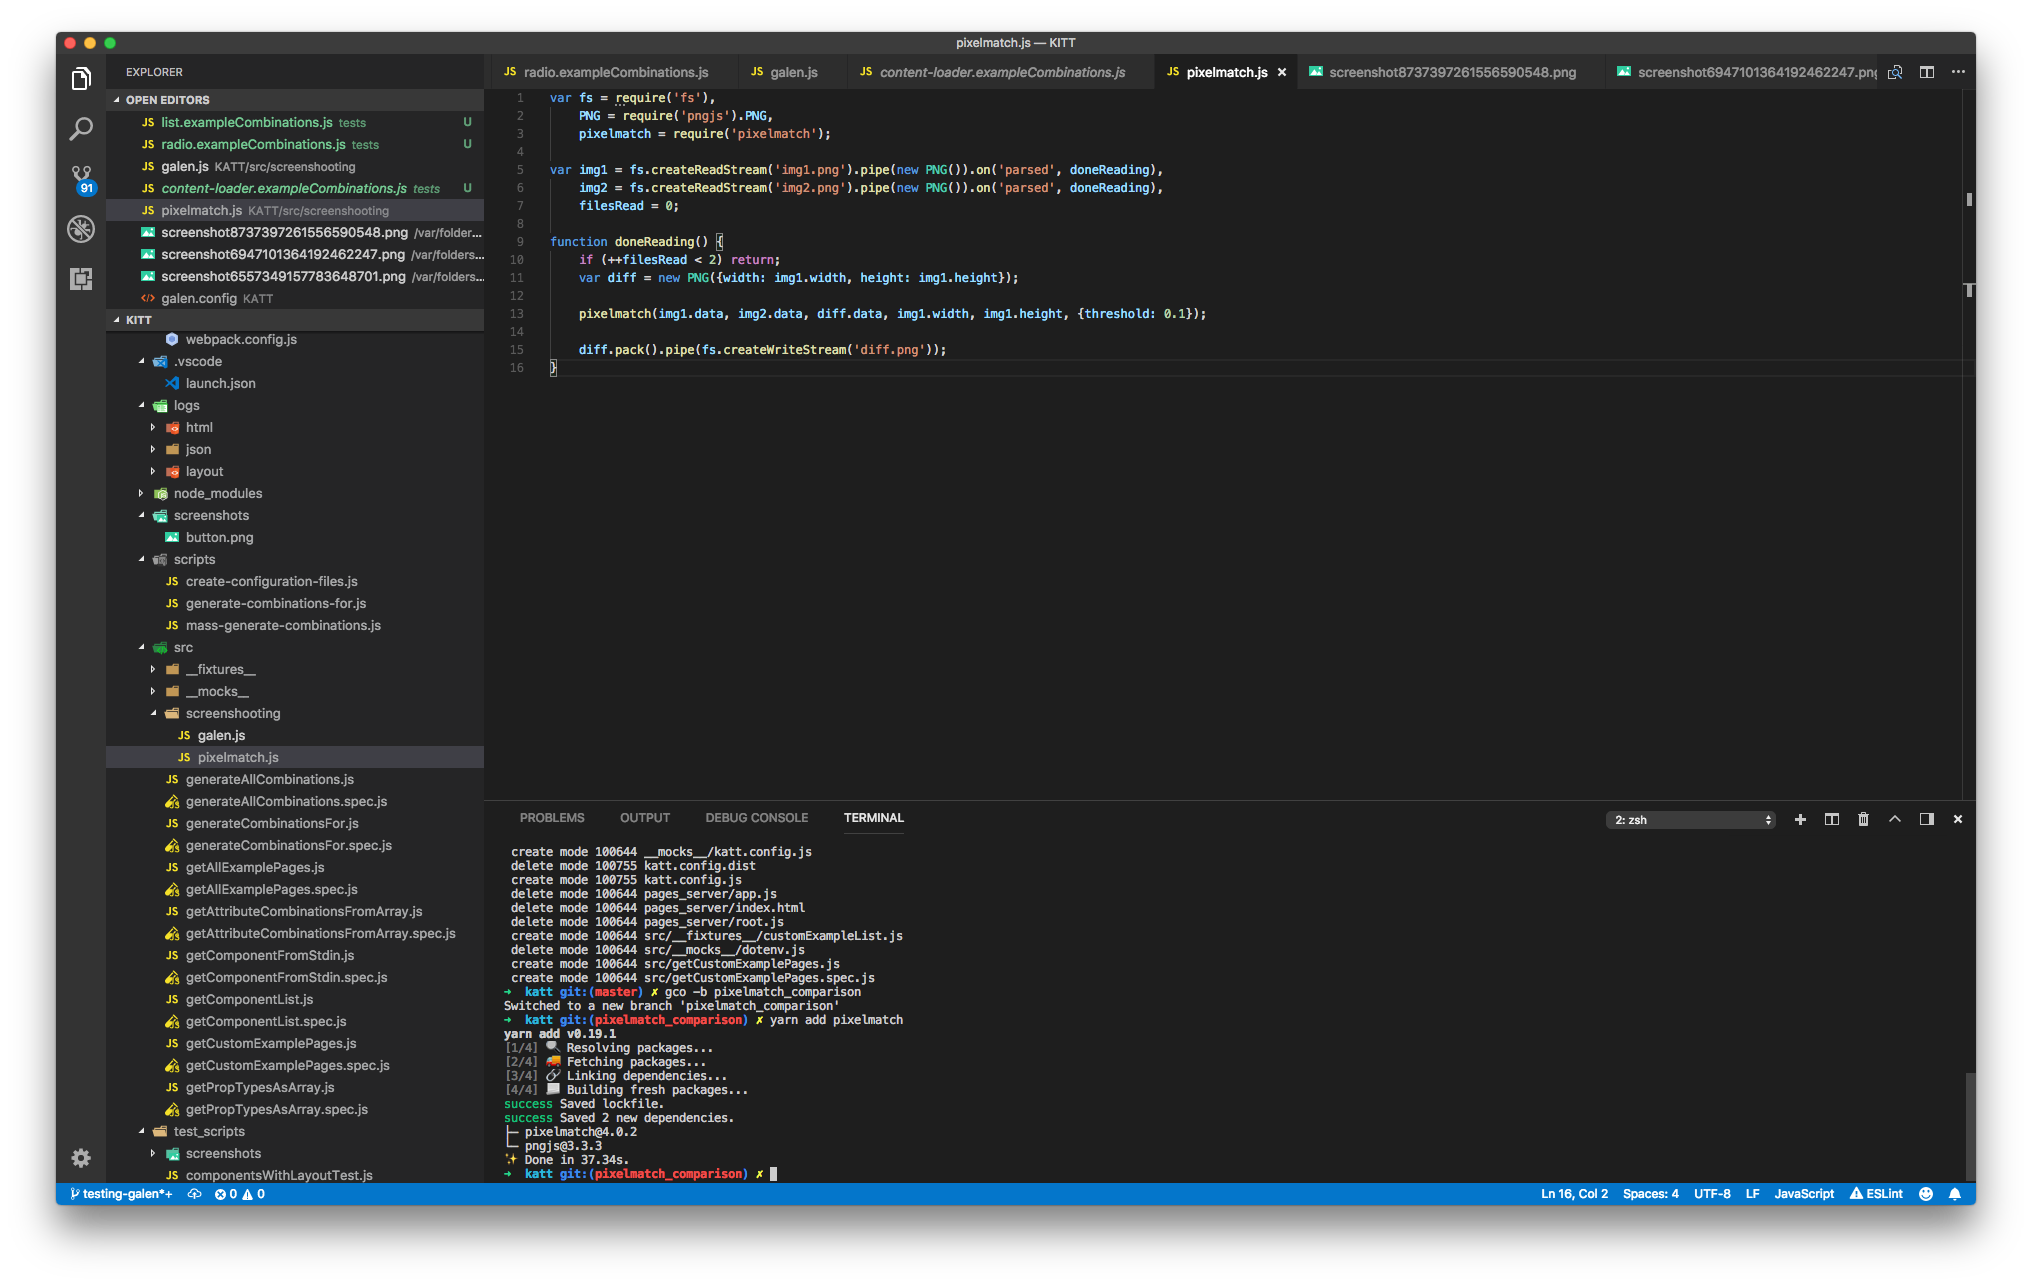 pixelmatch.js — KITT
EXPLORER
OPEN EDITORS
JS list.exampleCombinations.js tests U
JS radio.exampleCombinations.js tests U
JS galen.js KATT/src/screenshooting
JS content-loader.exampleCombinations.js tests U
JS pixelmatch.js KATT/src/screenshooting
screenshot8737397261556590548.png /var/folder...
screenshot6947101364192462247.png /var/folders...
screenshot6557349157783648701.png /var/folders...
galen.config KATT
91
KITT
webpack.config.js
.vscode
launch.json
logs
html
json
layout
node_modules
screenshots
button.png
scripts
JS create-configuration-files.js
JS generate-combinations-for.js
JS mass-generate-combinations.js
src
__fixtures__
__mocks__
screenshooting
JS galen.js
JS pixelmatch.js
JS generateAllCombinations.js
generateAllCombinations.spec.js
JS generateCombinationsFor.js
generateCombinationsFor.spec.js
JS getAllExamplePages.js
getAllExamplePages.spec.js
JS getAttributeCombinationsFromArray.js
getAttributeCombinationsFromArray.spec.js
JS getComponentFromStdin.js
getComponentFromStdin.spec.js
JS getComponentList.js
getComponentList.spec.js
JS getCustomExamplePages.js
getCustomExamplePages.spec.js
JS getPropTypesAsArray.js
getPropTypesAsArray.spec.js
test_scripts
screenshots
JS componentsWithLayoutTest.js
JS radio.exampleCombinations.js JS galen.js JS content-loader.exampleCombinations.js JS pixelmatch.js × screenshot8737397261556590548.png screenshot6947101364192462247.png
1 var fs = require('fs'),
2 PNG = require('pngjs').PNG,
3 pixelmatch = require('pixelmatch');
4
5 var img1 = fs.createReadStream('img1.png').pipe(new PNG()).on('parsed', doneReading),
6 img2 = fs.createReadStream('img2.png').pipe(new PNG()).on('parsed', doneReading),
7 filesRead = 0;
8
9 function doneReading() {
10 if (++filesRead < 2) return;
11 var diff = new PNG({width: img1.width, height: img1.height});
12
13 pixelmatch(img1.data, img2.data, diff.data, img1.width, img1.height, {threshold: 0.1});
14
15 diff.pack().pipe(fs.createWriteStream('diff.png'));
16 }
PROBLEMS OUTPUT DEBUG CONSOLE TERMINAL 2: zsh
create mode 100644 __mocks__/katt.config.js
delete mode 100755 katt.config.dist
create mode 100755 katt.config.js
delete mode 100644 pages_server/app.js
delete mode 100644 pages_server/index.html
delete mode 100644 pages_server/root.js
create mode 100644 src/__fixtures__/customExampleList.js
delete mode 100644 src/__mocks__/dotenv.js
create mode 100644 src/getCustomExamplePages.js
create mode 100644 src/getCustomExamplePages.spec.js
➜ katt git:(master) ✗ gco -b pixelmatch_comparison
Switched to a new branch 'pixelmatch_comparison'
➜ katt git:(pixelmatch_comparison) ✗ yarn add pixelmatch
yarn add v0.19.1
[1/4] 🔍 Resolving packages...
[2/4] 🚚 Fetching packages...
[3/4] 🔗 Linking dependencies...
[4/4] 📃 Building fresh packages...
success Saved lockfile.
success Saved 2 new dependencies.
├─ pixelmatch@4.0.2
└─ pngjs@3.3.3
✨ Done in 37.34s.
➜ katt git:(pixelmatch_comparison) ✗
testing-galen*+ 0 0 Ln 16, Col 2 Spaces: 4 UTF-8 LF JavaScript ESLint